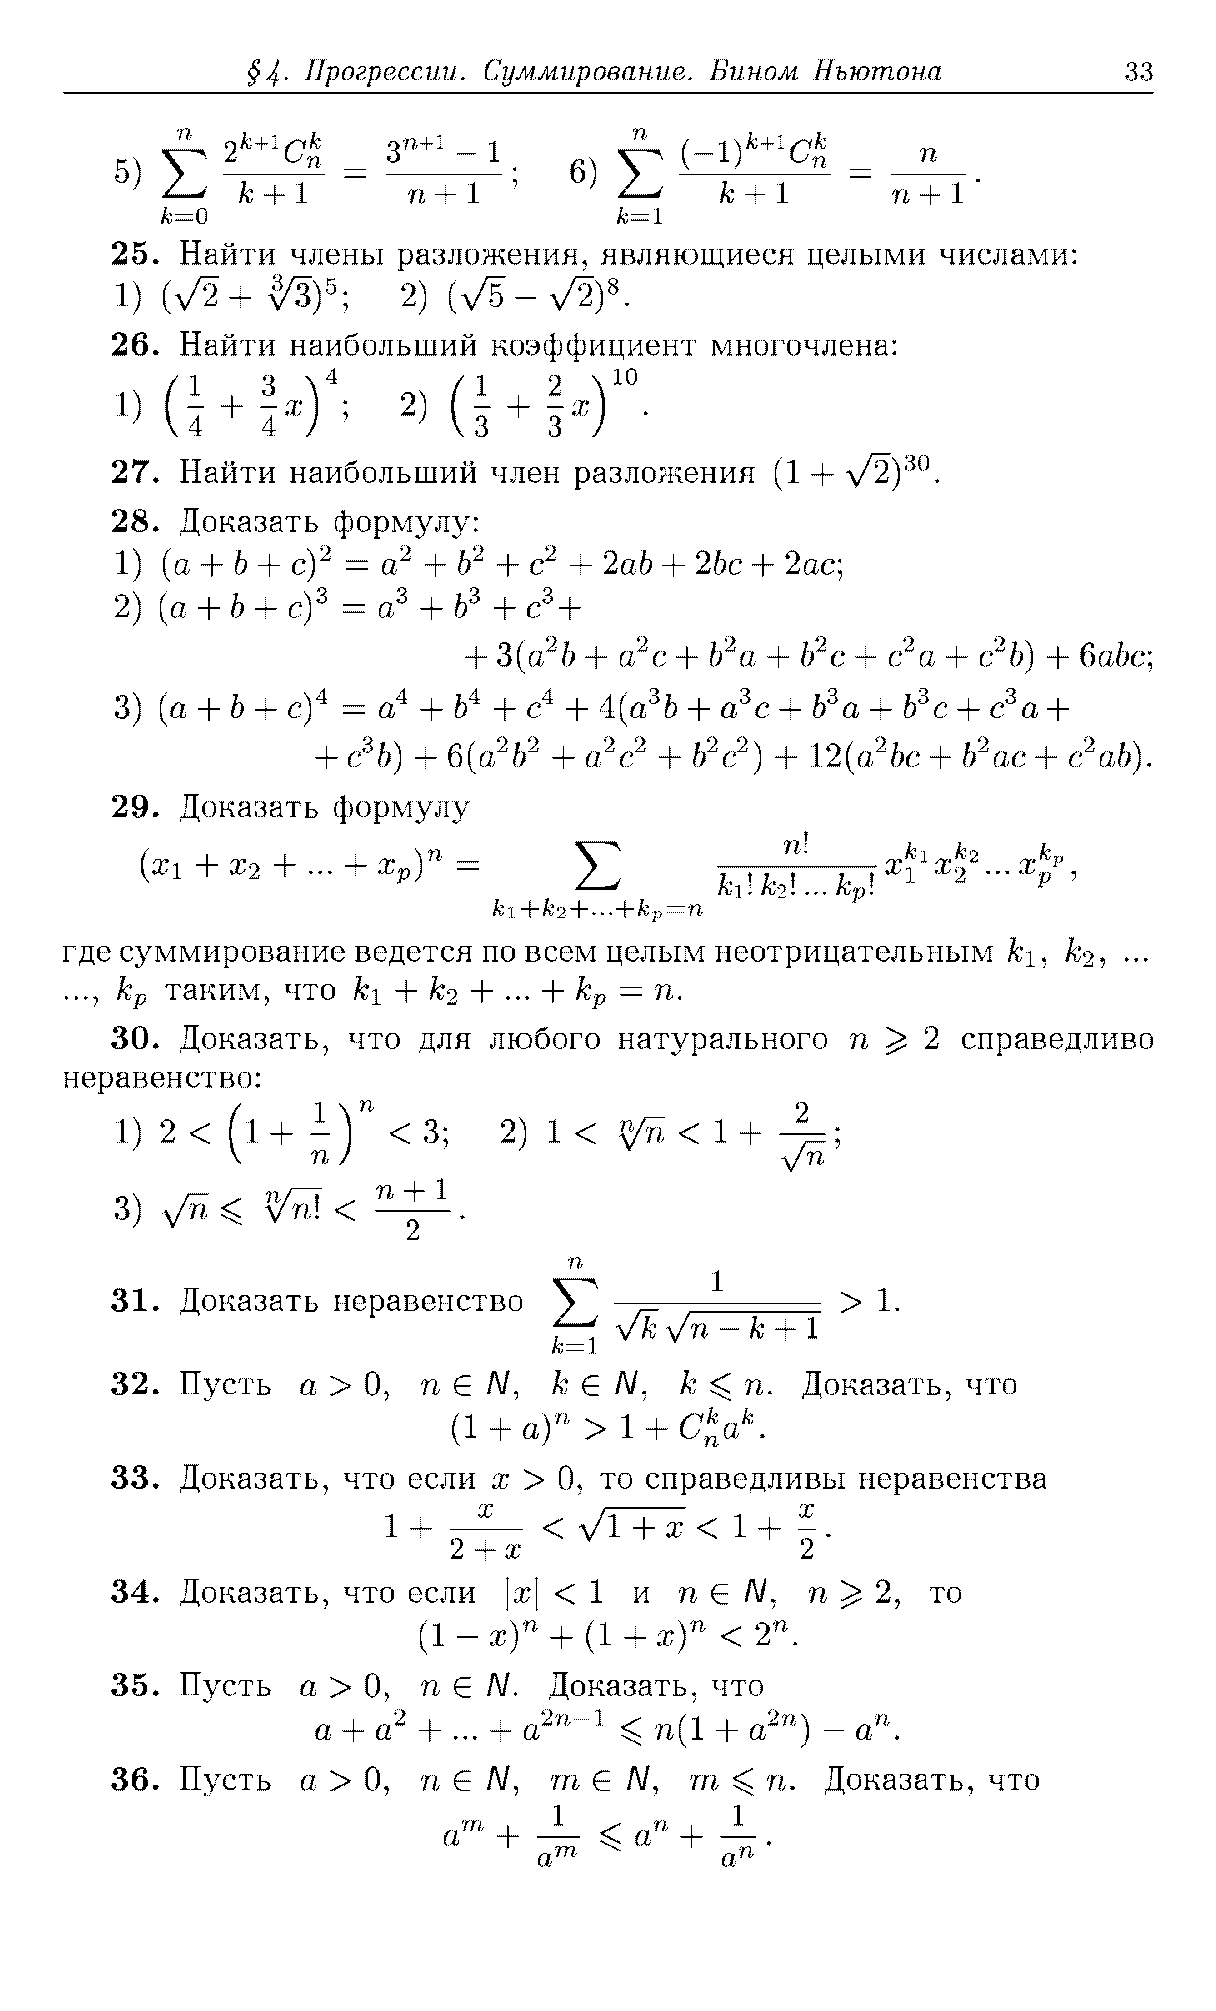 §4. Прогрессии. Суммирование. Бином Ньютона 33
5) $\sum_{k=0}^{n} \frac{2^{k+1}C_n^k}{k+1} = \frac{3^{n+1}-1}{n+1}$; 6) $\sum_{k=1}^{n} \frac{(-1)^{k+1}C_n^k}{k+1} = \frac{n}{n+1}$.
25. Найти члены разложения, являющиеся целыми числами:
1) $(\sqrt{2} + \sqrt[3]{3})^5$; 2) $(\sqrt{5} - \sqrt{2})^8$.
26. Найти наибольший коэффициент многочлена:
1) $\left(\frac{1}{4} + \frac{3}{4}x\right)^4$; 2) $\left(\frac{1}{3} + \frac{2}{3}x\right)^{10}$.
27. Найти наибольший член разложения $(1 + \sqrt{2})^{30}$.
28. Доказать формулу:
1) $(a + b + c)^2 = a^2 + b^2 + c^2 + 2ab + 2bc + 2ac$;
2) $(a + b + c)^3 = a^3 + b^3 + c^3 +$
$+ 3(a^2b + a^2c + b^2a + b^2c + c^2a + c^2b) + 6abc$;
3) $(a + b + c)^4 = a^4 + b^4 + c^4 + 4(a^3b + a^3c + b^3a + b^3c + c^3a +$
$+ c^3b) + 6(a^2b^2 + a^2c^2 + b^2c^2) + 12(a^2bc + b^2ac + c^2ab)$.
29. Доказать формулу
$(x_1 + x_2 + ... + x_p)^n = \sum_{k_1+k_2+...+k_p=n} \frac{n!}{k_1!\,k_2!\,...\,k_p!} x_1^{k_1} x_2^{k_2} ... x_p^{k_p}$,
где суммирование ведется по всем целым неотрицательным $k_1$, $k_2$, ...
..., $k_p$ таким, что $k_1 + k_2 + ... + k_p = n$.
30. Доказать, что для любого натурального $n \geqslant 2$ справедливо
неравенство:
1) $2 < \left(1 + \frac{1}{n}\right)^n < 3$; 2) $1 < \sqrt[n]{n} < 1 + \frac{2}{\sqrt{n}}$;
3) $\sqrt{n} \leqslant \sqrt[n]{n!} < \frac{n+1}{2}$.
31. Доказать неравенство $\sum_{k=1}^{n} \frac{1}{\sqrt{k}\sqrt{n-k+1}} > 1$.
32. Пусть $a > 0$, $n \in N$, $k \in N$, $k \leqslant n$. Доказать, что
$(1 + a)^n > 1 + C_n^k a^k$.
33. Доказать, что если $x > 0$, то справедливы неравенства
$1 + \frac{x}{2+x} < \sqrt{1+x} < 1 + \frac{x}{2}$.
34. Доказать, что если $|x| < 1$ и $n \in N$, $n \geqslant 2$, то
$(1 - x)^n + (1 + x)^n < 2^n$.
35. Пусть $a > 0$, $n \in N$. Доказать, что
$a + a^2 + ... + a^{2n-1} \leqslant n(1 + a^{2n}) - a^n$.
36. Пусть $a > 0$, $n \in N$, $m \in N$, $m \leqslant n$. Доказать, что
$a^m + \frac{1}{a^m} \leqslant a^n + \frac{1}{a^n}$.